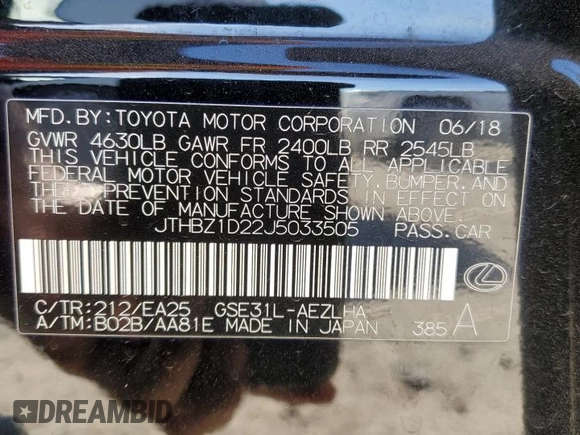 MFD.BY:TOYOTA MOTOR CORPORATION 06/18
GVWR 4630LB GAWR FR 2400LB RR 2545LB
THIS VEHICLE CONFORMS TO ALL APPLICABLE
FEDERAL MOTOR VEHICLE SAFETY,BUMPER,AND
THEFT PREVENTION STANDARDS IN EFFECT ON
THE DATE OF MANUFACTURE SHOWN ABOVE.
JTHBZ1D22J5033505 PASS.CAR
C/TR:212/EA25 GSE31L-AEZLHA
A/TM:B02B/AA81E MADE IN JAPAN 385 A
DREAMBID